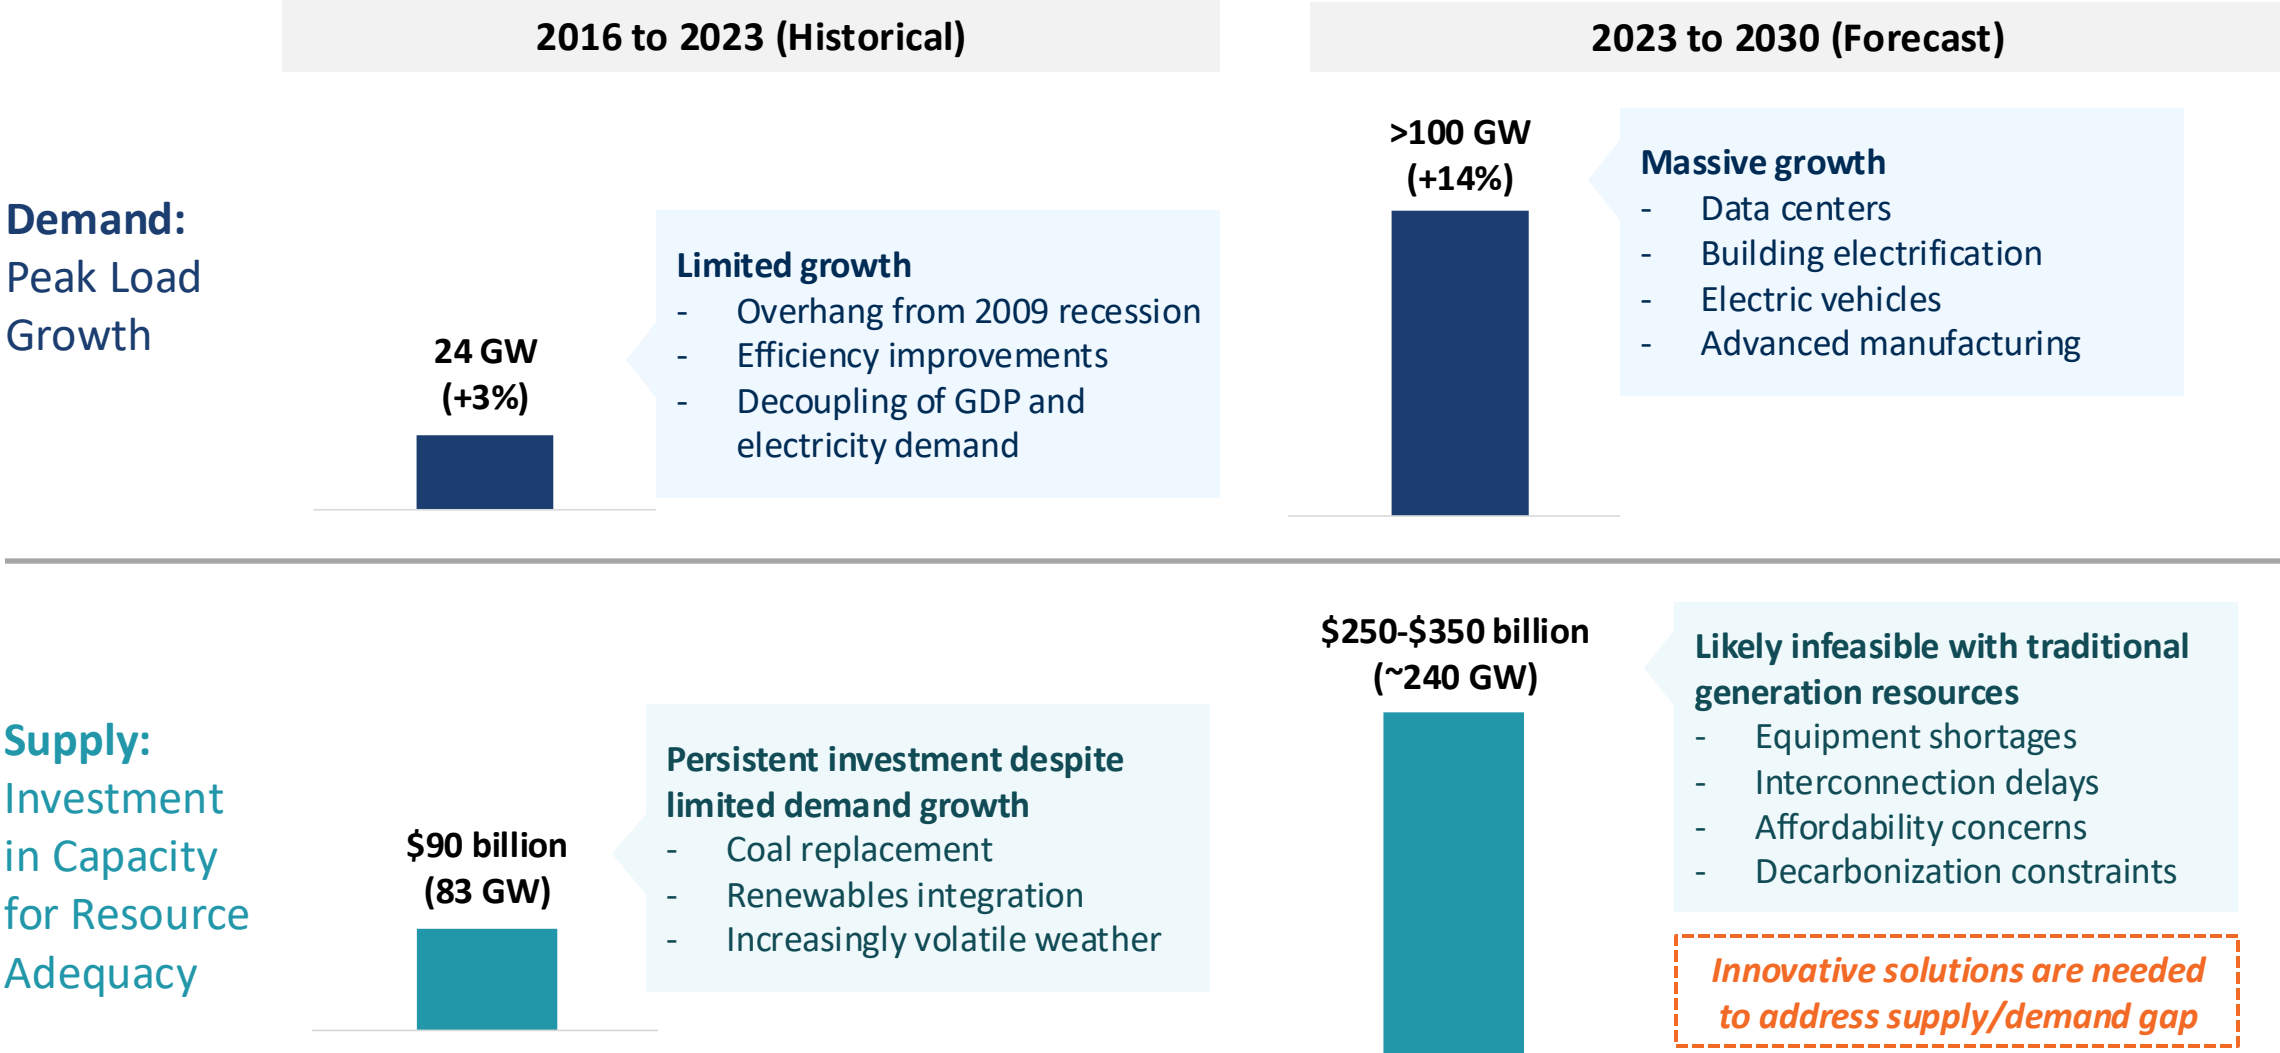 2016 to 2023 (Historical)
2023 to 2030 (Forecast)
Demand:
Peak Load
Growth
24 GW
(+3%)
Limited growth
- Overhang from 2009 recession
- Efficiency improvements
- Decoupling of GDP and
electricity demand
>100 GW
(+14%)
Massive growth
- Data centers
- Building electrification
- Electric vehicles
- Advanced manufacturing
Supply:
Investment
in Capacity
for Resource
Adequacy
$90 billion
(83 GW)
Persistent investment despite
limited demand growth
- Coal replacement
- Renewables integration
- Increasingly volatile weather
$250-$350 billion
(~240 GW)
Likely infeasible with traditional
generation resources
- Equipment shortages
- Interconnection delays
- Affordability concerns
- Decarbonization constraints
Innovative solutions are needed
to address supply/demand gap